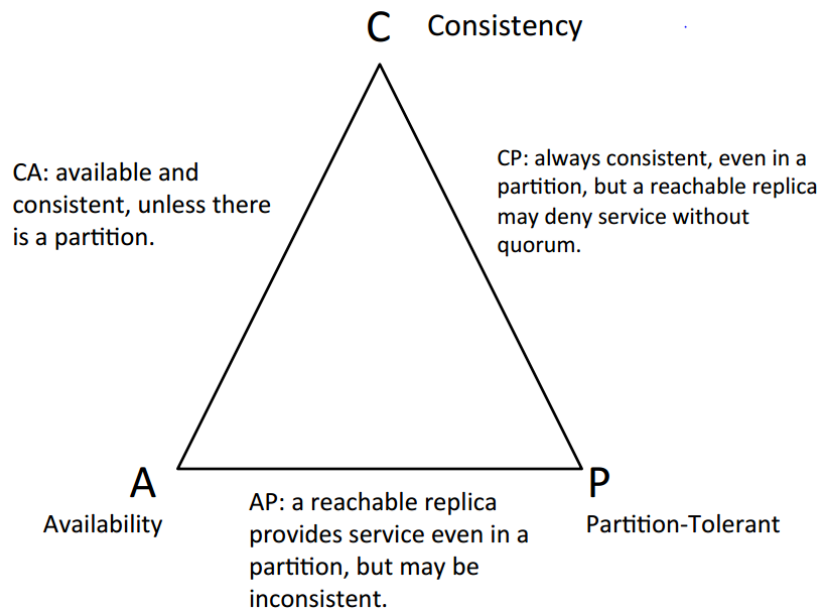 C Consistency
CA: available and
consistent, unless there
is a partition.
CP: always consistent, even in a
partition, but a reachable replica
may deny service without
quorum.
A
Availability
AP: a reachable replica
provides service even in a
partition, but may be
inconsistent.
P
Partition-Tolerant